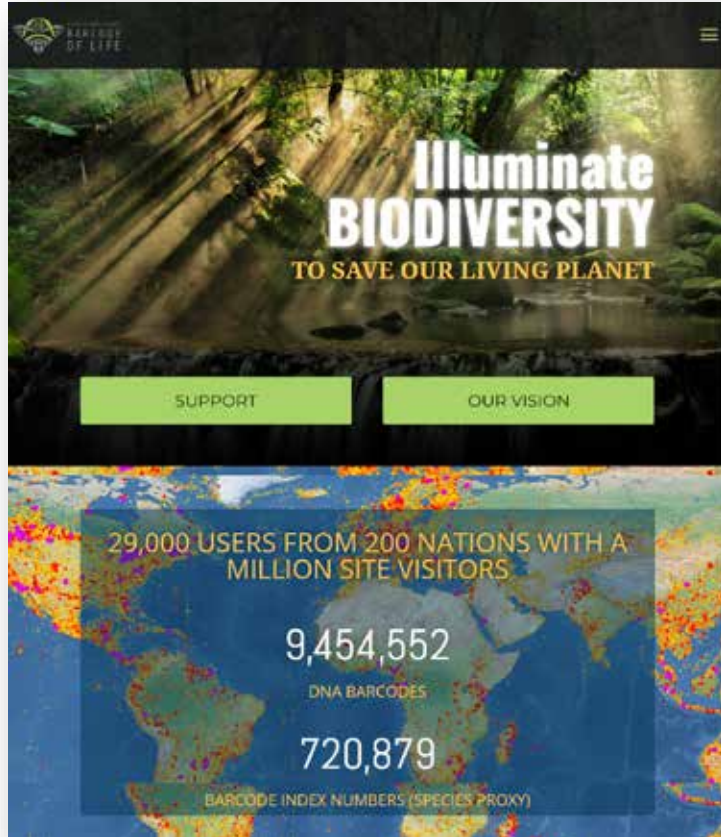 BARCODE
OF LIFE
Illuminate
BIODIVERSITY
TO SAVE OUR LIVING PLANET
SUPPORT
OUR VISION
29,000 USERS FROM 200 NATIONS WITH A
MILLION SITE VISITORS
9,454,552
DNA BARCODES
720,879
BARCODE INDEX NUMBERS (SPECIES PROXY)